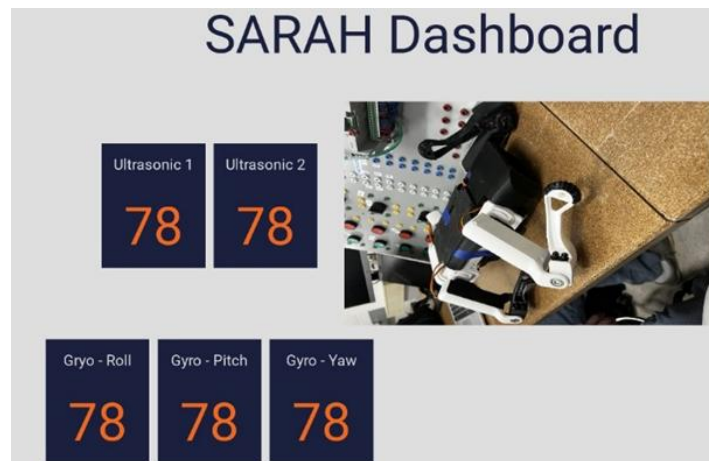 SARAH Dashboard
Ultrasonic 1 Ultrasonic 2
78 78
Gryo - Roll Gyro - Pitch Gyro - Yaw
78 78 78